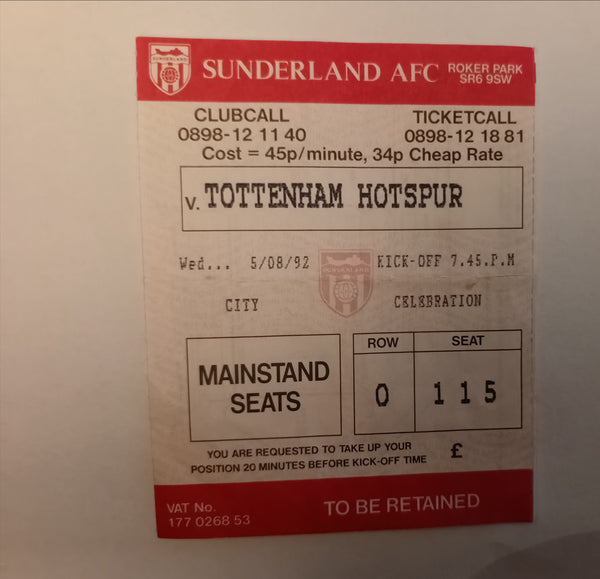 SUNDERLAND AFC ROKER PARK SR6 9SW
CLUBCALL TICKETCALL
0898-12 11 40 0898-12 18 81
Cost = 45p/minute, 34p Cheap Rate
v. TOTTENHAM HOTSPUR
Wed... 5/08/92 KICK-OFF 7.45.P.M
SUNDERLAND
CITY CELEBRATION
MAINSTAND SEATS
ROW SEAT
0 115
YOU ARE REQUESTED TO TAKE UP YOUR
POSITION 20 MINUTES BEFORE KICK-OFF TIME £
VAT No. TO BE RETAINED
177 0268 53